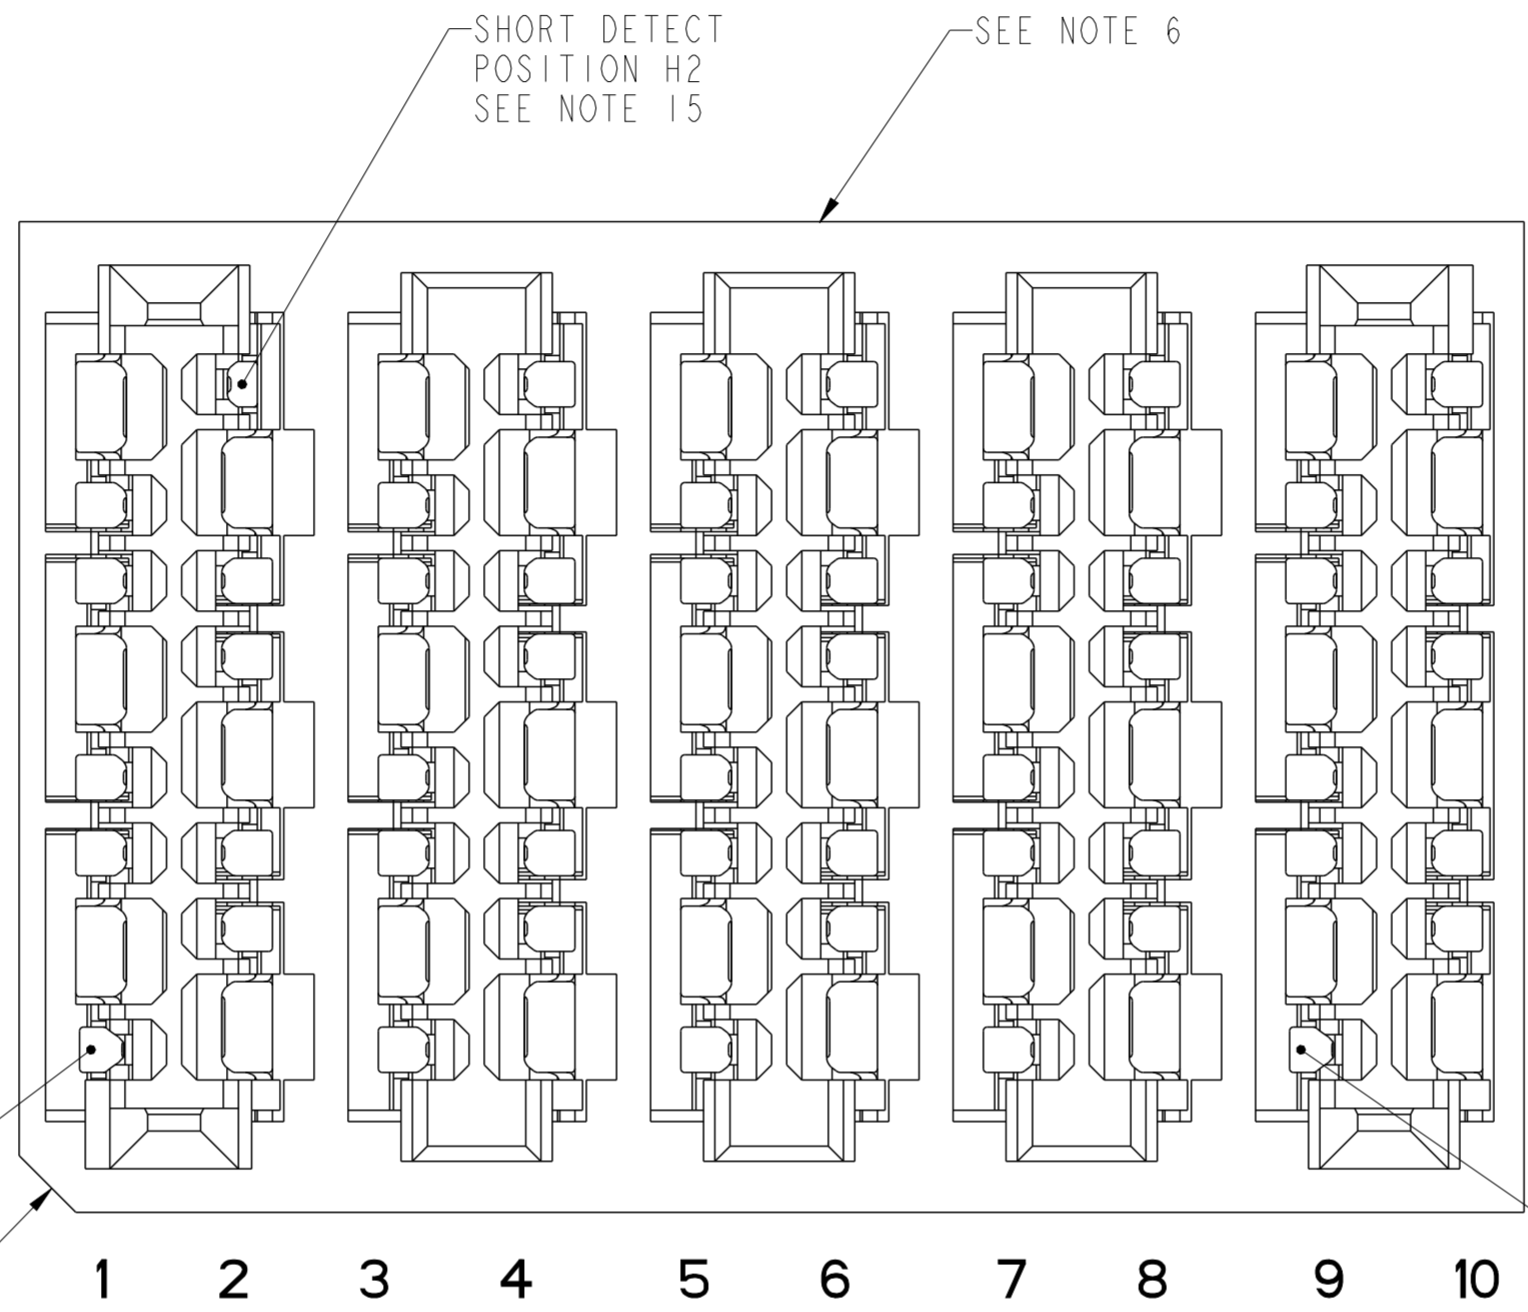 SHORT DETECT
POSITION H2
SEE NOTE 15
SEE NOTE 6
1 2 3 4 5 6 7 8 9 10